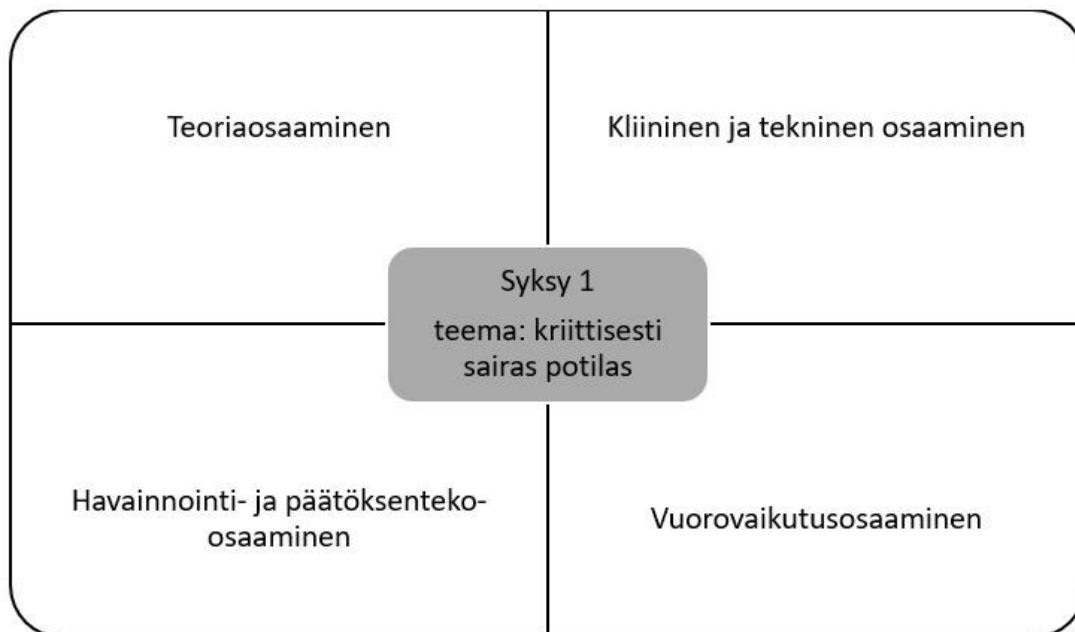 Teoriaosaaminen
Kliininen ja tekninen osaaminen
Syksy 1
teema: kriittisesti
sairas potilas
Havainnointi- ja päätöksenteko-
osaaminen
Vuorovaikutusosaaminen